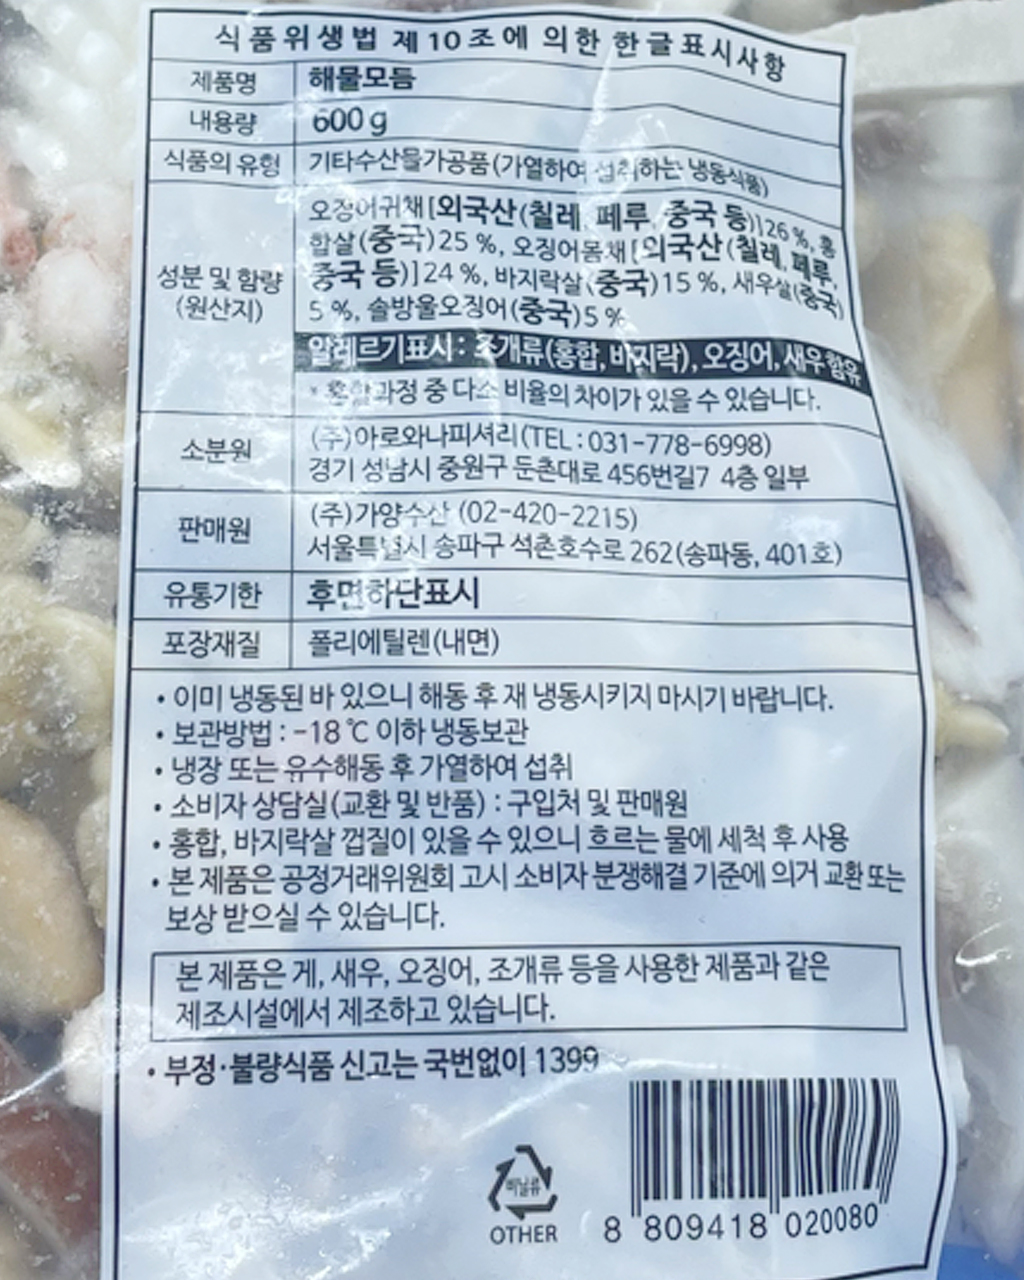 식품위생법 제10조에 의한 한글표시사항
제품명 해물모듬
내용량 600g
식품의 유형 기타수산물가공품(가열하여 섭취하는 냉동식품)
오징어귀채[외국산(칠레, 페루, 중국 등)]26%, 홍
합살(중국)25%, 오징어몸채[외국산(칠레, 페루,
성분 및 함량 중국 등)]24%, 바지락살(중국)15%, 새우살(중국)
(원산지) 5%, 솔방울오징어(중국)5%
알레르기표시: 조개류(홍합, 바지락), 오징어, 새우 함유
* 혼합과정 중 다소 비율의 차이가 있을 수 있습니다.
소분원 (주)아로와나피셔리(TEL:031-778-6998)
경기 성남시 중원구 둔촌대로 456번길7 4층 일부
판매원 (주)가양수산 (02-420-2215)
서울특별시 송파구 석촌호수로 262(송파동, 401호)
유통기한 후면하단표시
포장재질 폴리에틸렌(내면)
• 이미 냉동된 바 있으니 해동 후 재 냉동시키지 마시기 바랍니다.
• 보관방법 : -18℃ 이하 냉동보관
• 냉장 또는 유수해동 후 가열하여 섭취
• 소비자 상담실(교환 및 반품) : 구입처 및 판매원
• 홍합, 바지락살 껍질이 있을 수 있으니 흐르는 물에 세척 후 사용
• 본 제품은 공정거래위원회 고시 소비자 분쟁해결 기준에 의거 교환 또는
보상 받으실 수 있습니다.
본 제품은 게, 새우, 오징어, 조개류 등을 사용한 제품과 같은
제조시설에서 제조하고 있습니다.
• 부정·불량식품 신고는 국번없이 1399
비닐류
OTHER
8 809418 020080